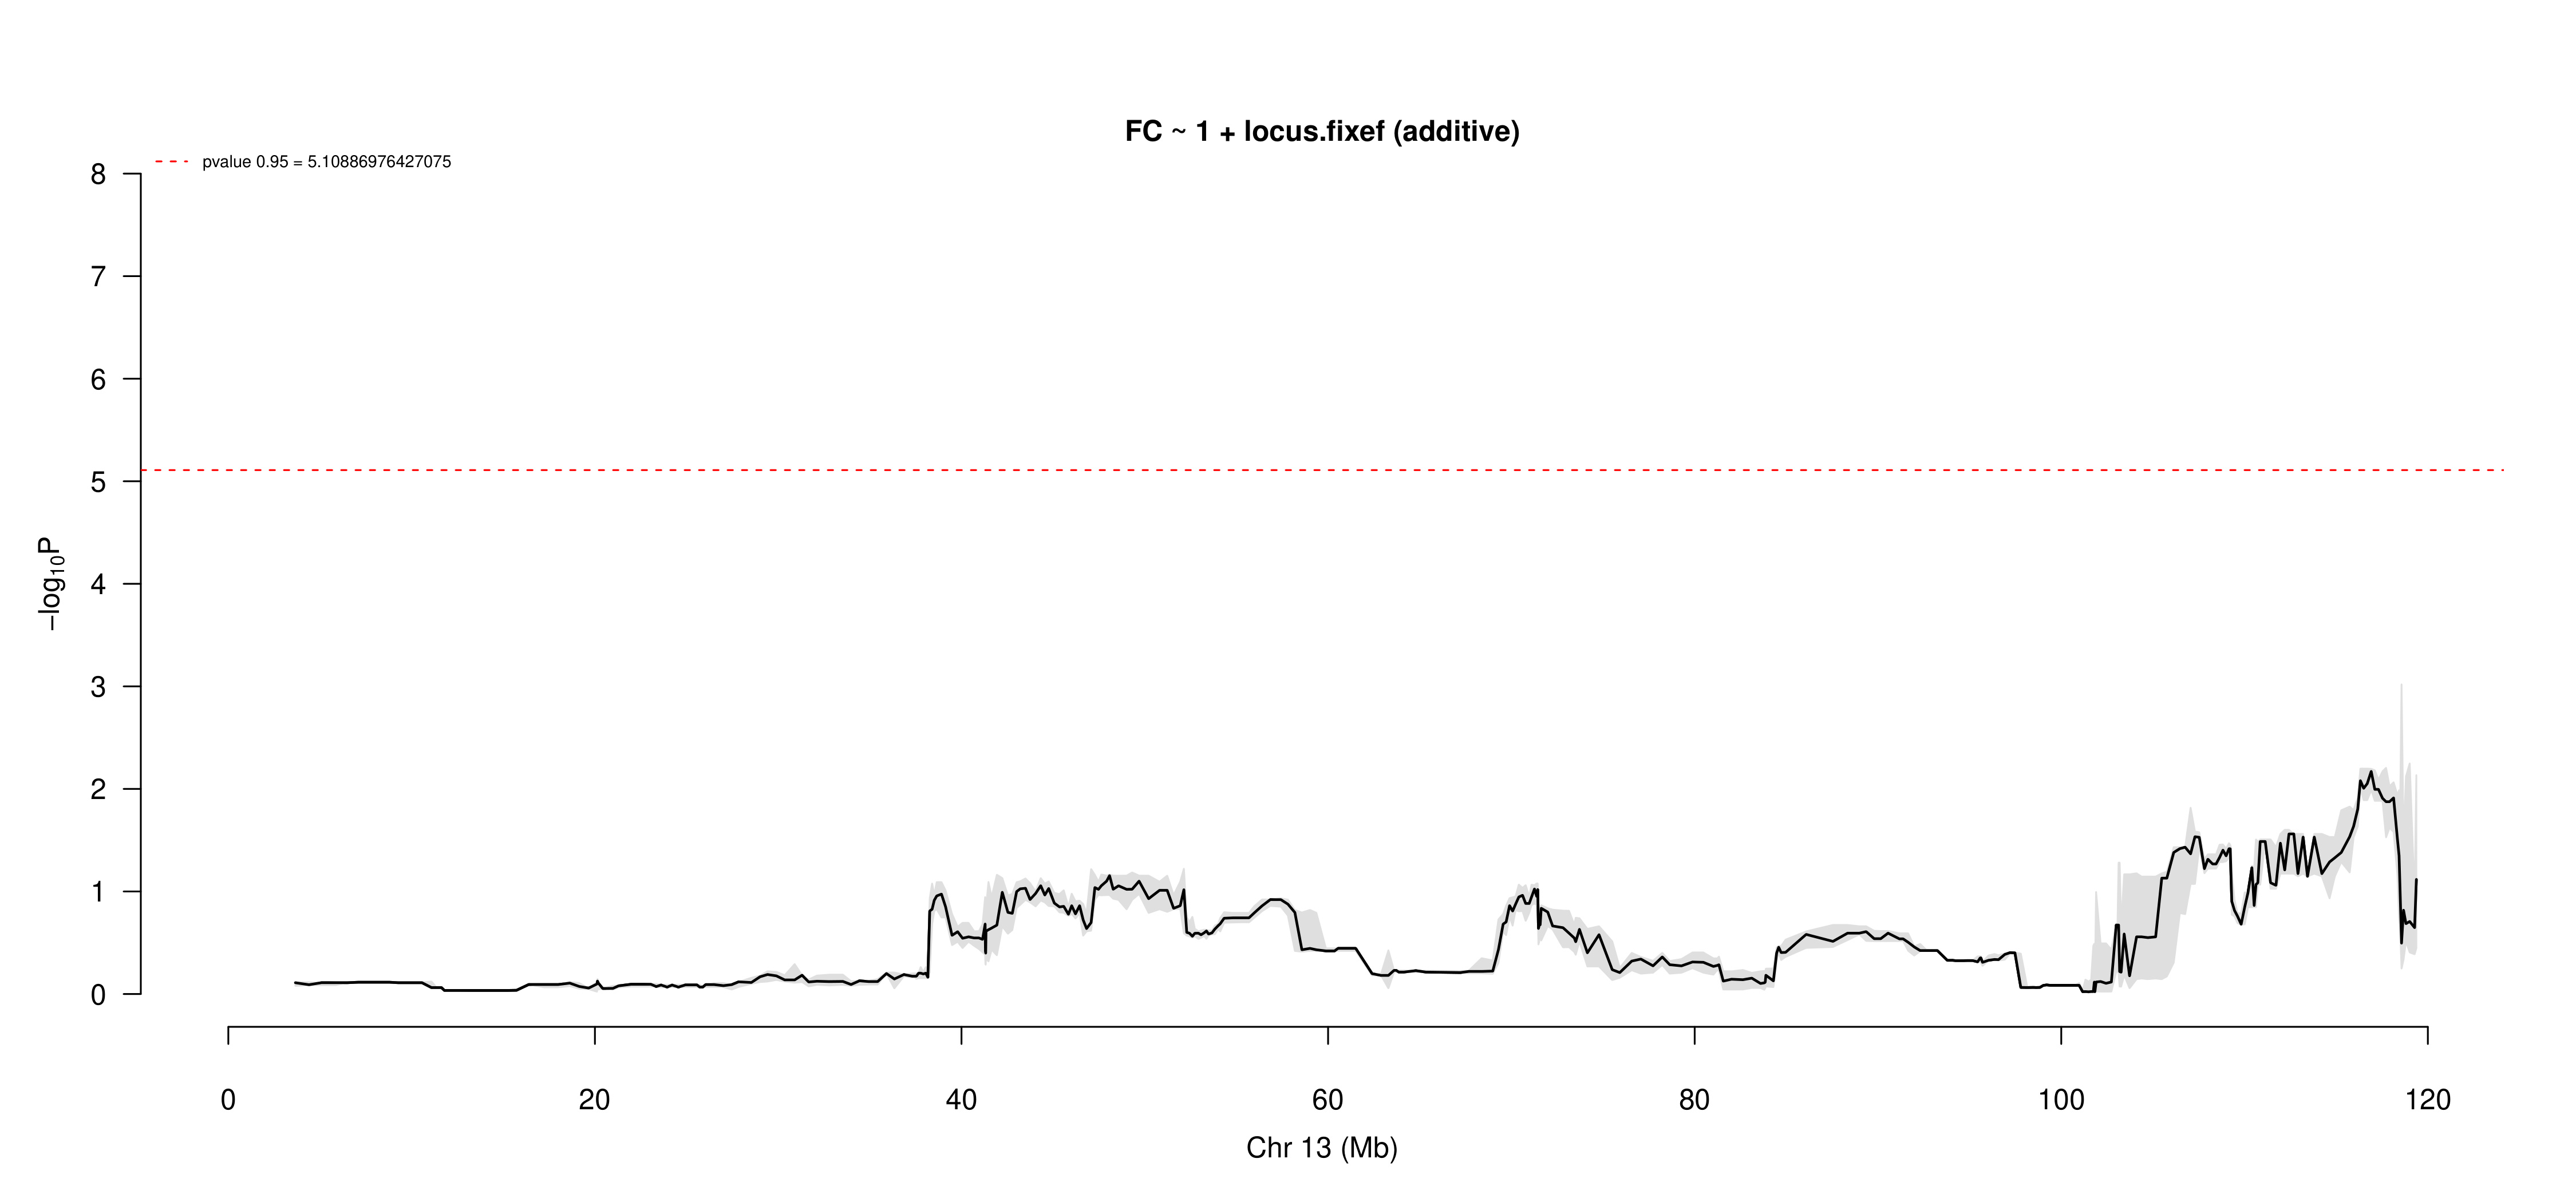 FC ~ 1 + locus.fixef (additive)
pvalue 0.95 = 5.10886976427075
8
7
6
5
4
3
2
1
0
−log10P
0 20 40 60 80 100 120
Chr 13 (Mb)